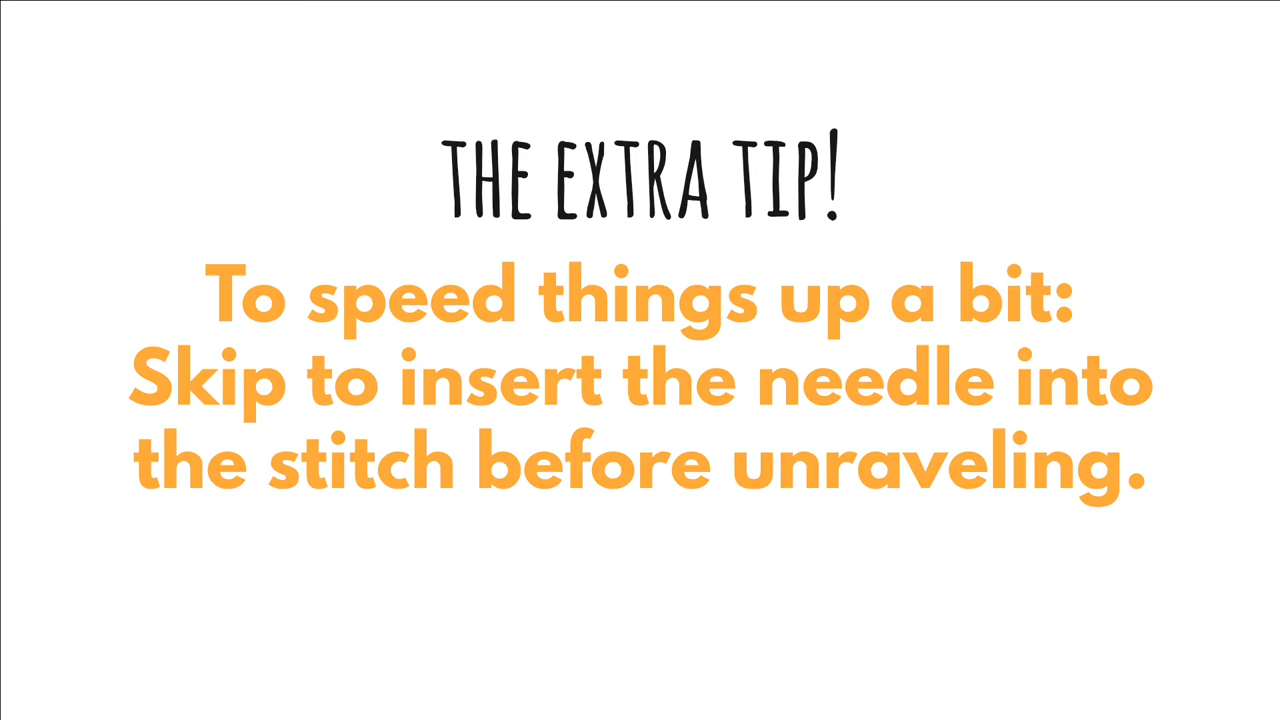 THE EXTRA TIP!
To speed things up a bit:
Skip to insert the needle into
the stitch before unraveling.